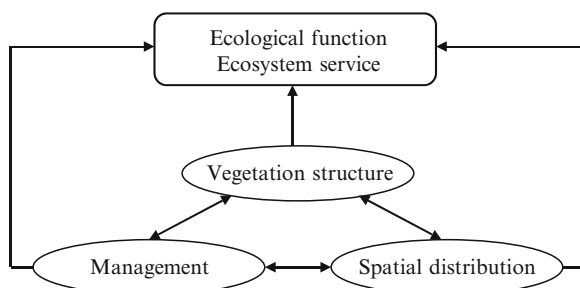 Ecological function
Ecosystem service
Vegetation structure
Management
Spatial distribution